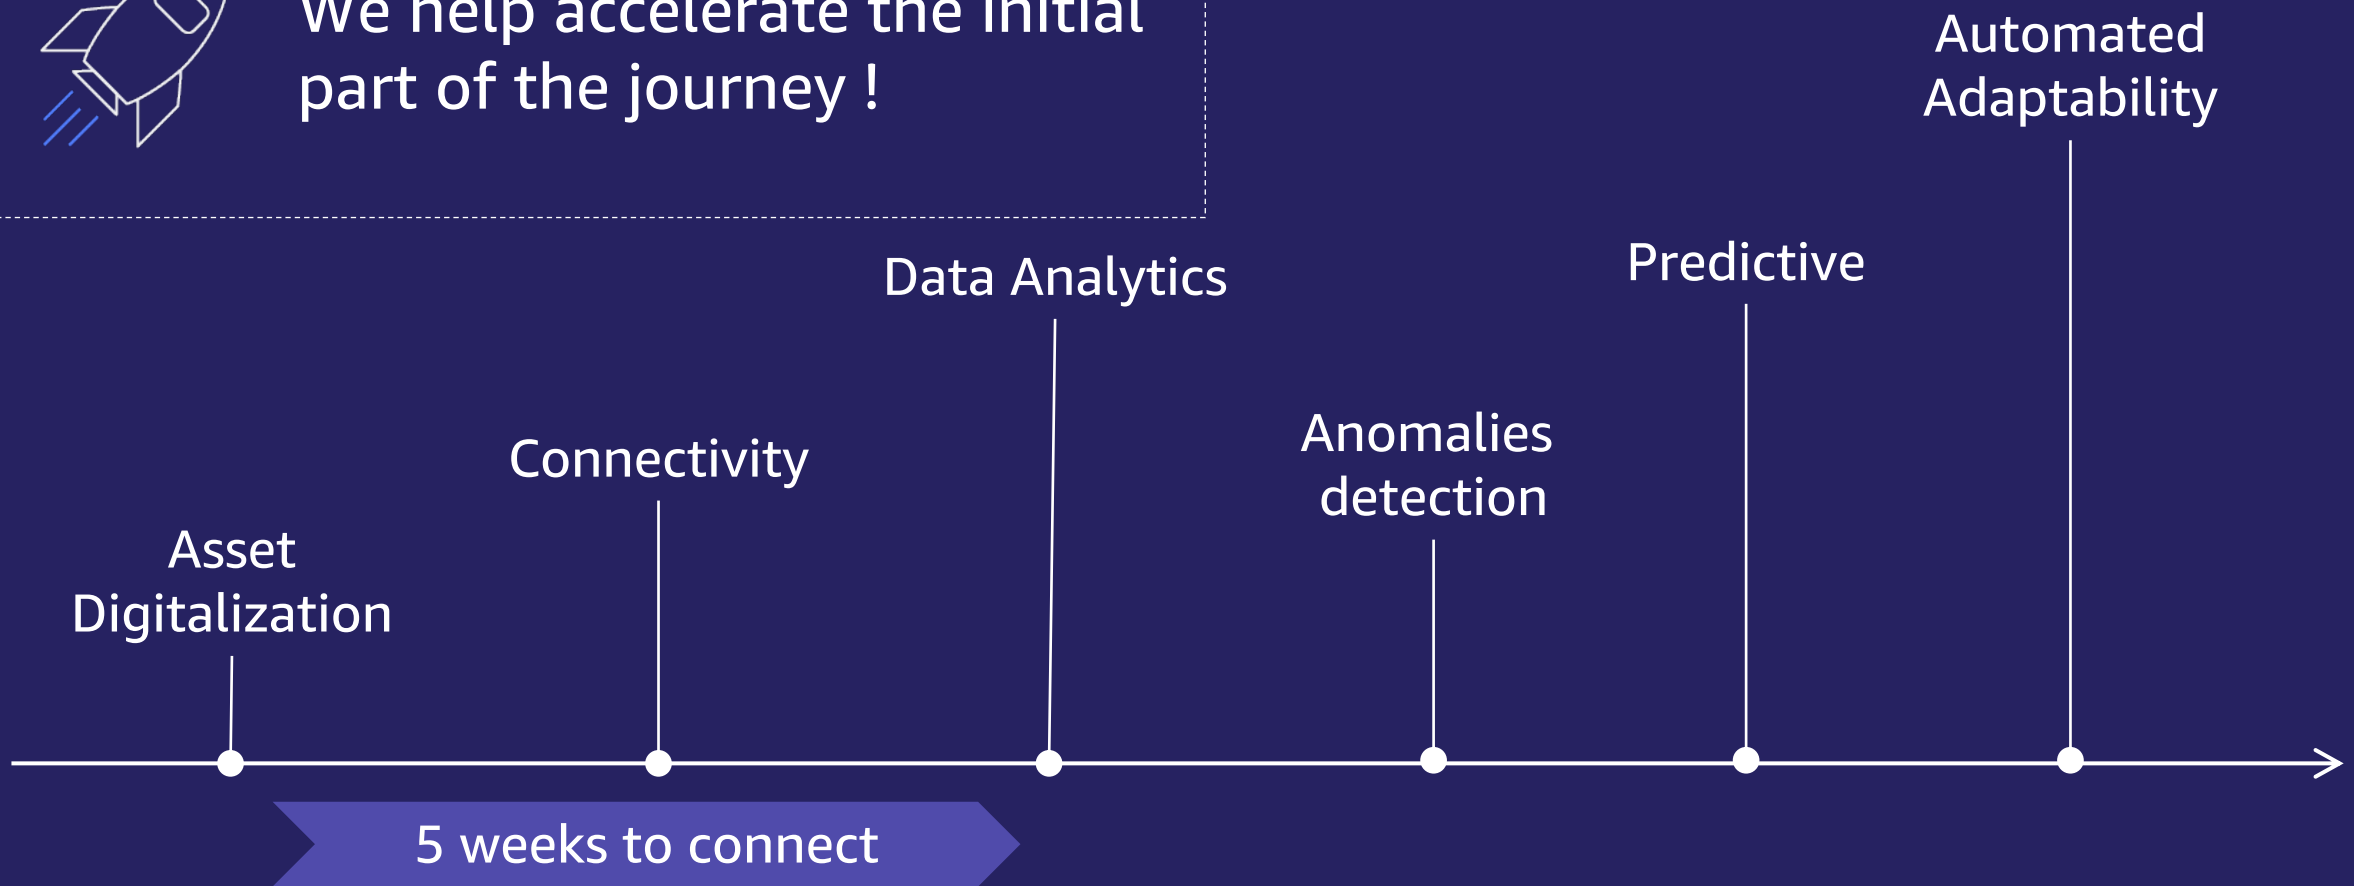 We help accelerate the initial
part of the journey !
Automated
Adaptability
Data Analytics
Predictive
Anomalies
detection
Connectivity
Asset
Digitalization
5 weeks to connect